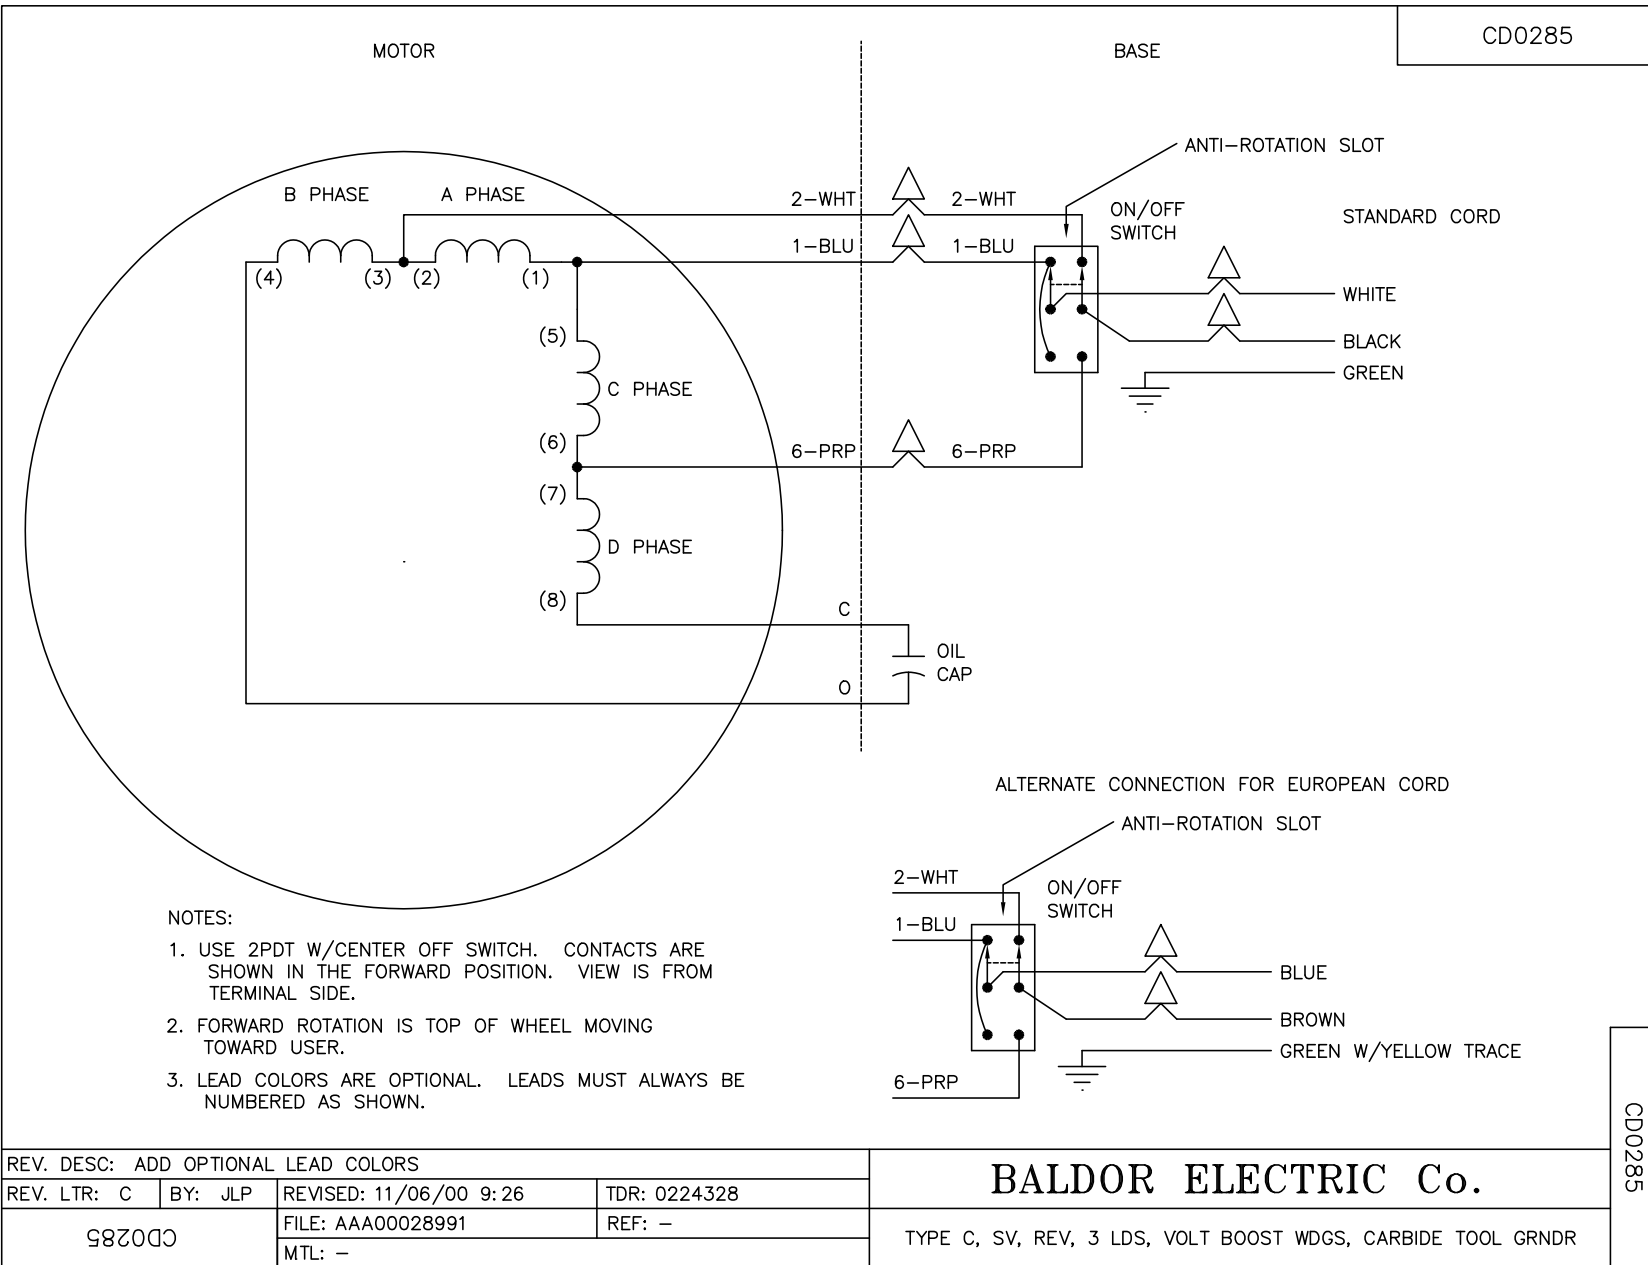 CD0285
MOTOR
BASE
ANTI-ROTATION SLOT
B PHASE
A PHASE
2-WHT
2-WHT
ON/OFF
SWITCH
STANDARD CORD
1-BLU
1-BLU
(4)
(3)
(2)
(1)
WHITE
(5)
BLACK
GREEN
C PHASE
(6)
6-PRP
6-PRP
(7)
D PHASE
(8)
C
OIL
CAP
O
ALTERNATE CONNECTION FOR EUROPEAN CORD
ANTI-ROTATION SLOT
2-WHT
ON/OFF
SWITCH
1-BLU
BLUE
BROWN
GREEN W/YELLOW TRACE
6-PRP
NOTES:
1. USE 2PDT W/CENTER OFF SWITCH. CONTACTS ARE
SHOWN IN THE FORWARD POSITION. VIEW IS FROM
TERMINAL SIDE.
2. FORWARD ROTATION IS TOP OF WHEEL MOVING
TOWARD USER.
3. LEAD COLORS ARE OPTIONAL. LEADS MUST ALWAYS BE
NUMBERED AS SHOWN.
CD0285
REV. DESC: ADD OPTIONAL LEAD COLORS
REV. LTR: C
BY: JLP
REVISED: 11/06/00 9:26
TDR: 0224328
CD0285
FILE: AAA00028991
REF: -
MTL: -
BALDOR ELECTRIC Co.
TYPE C, SV, REV, 3 LDS, VOLT BOOST WDGS, CARBIDE TOOL GRNDR